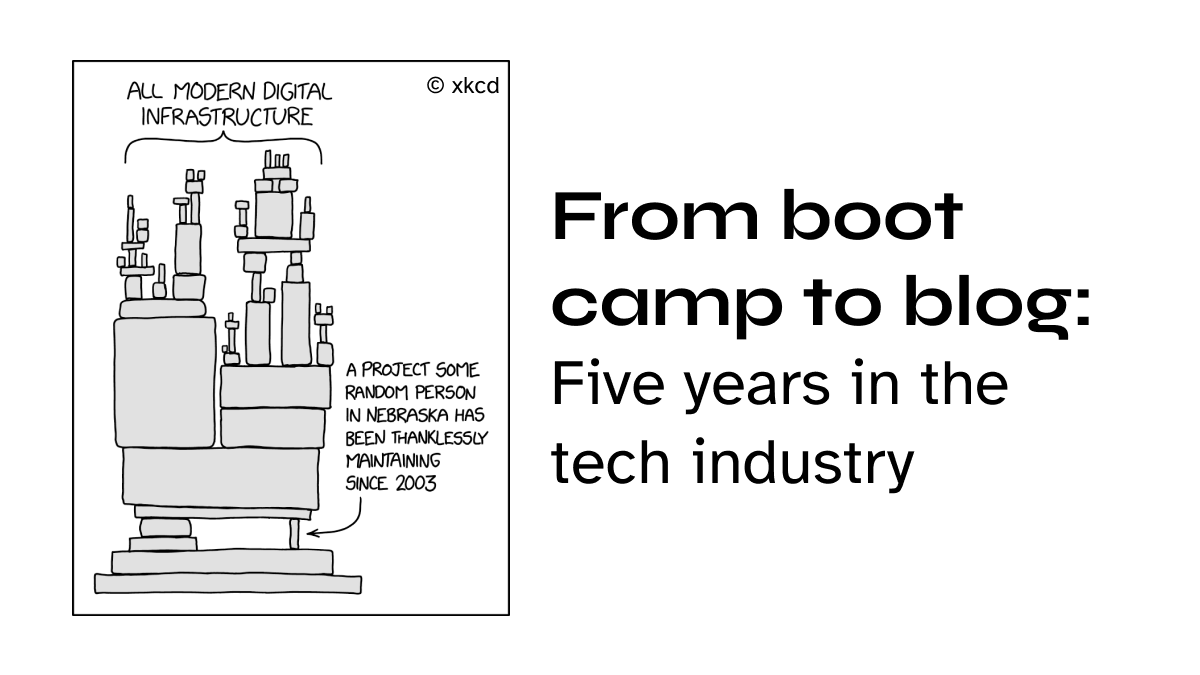 ALL MODERN DIGITAL
INFRASTRUCTURE
© xkcd
A PROJECT SOME
RANDOM PERSON
IN NEBRASKA HAS
BEEN THANKLESSLY
MAINTAINING
SINCE 2003
From boot
camp to blog:
Five years in the
tech industry